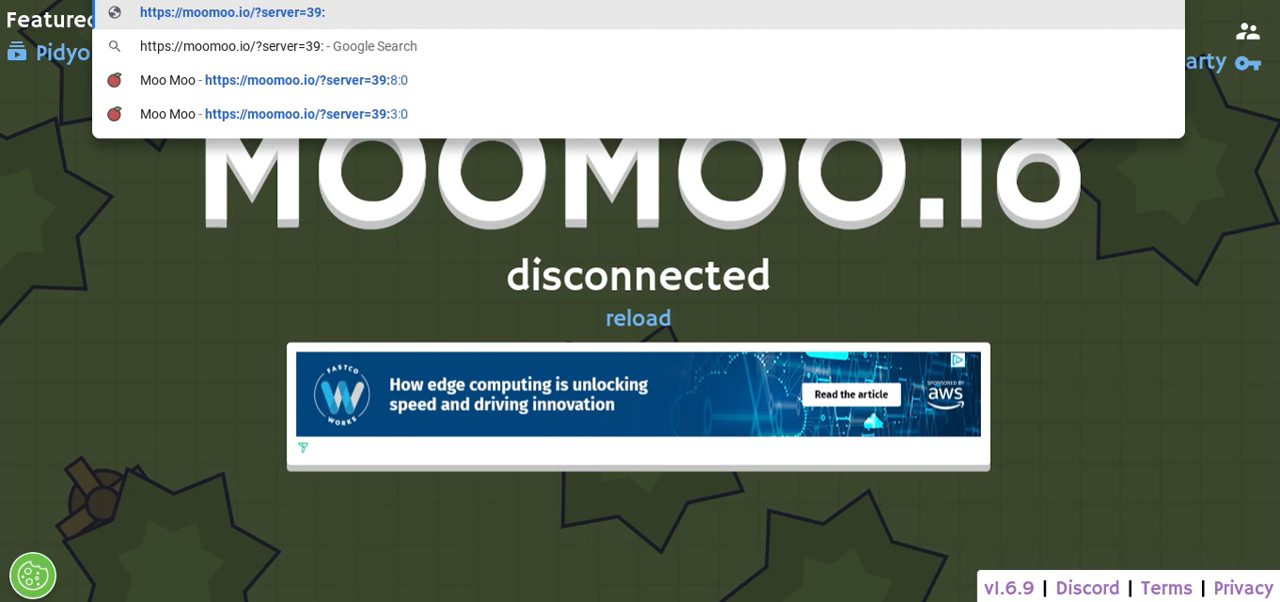 Featured
https://moomoo.io/?server=39:
Pidyo
https://moomoo.io/?server=39: - Google Search
arty
Moo Moo - https://moomoo.io/?server=39:8:0
Moo Moo - https://moomoo.io/?server=39:3:0
MOOMOO.io
disconnected
reload
FASTCO
W
WORKS
How edge computing is unlocking
speed and driving innovation
Read the article
SPONSORED BY
aws
v1.6.9 | Discord | Terms | Privacy